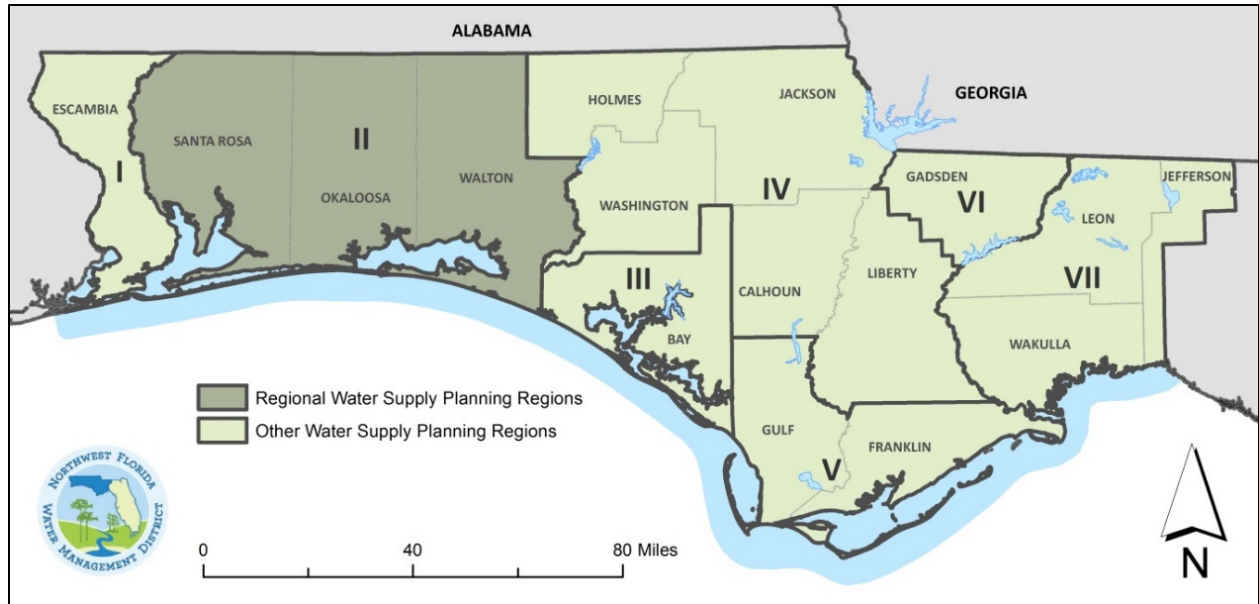 ALABAMA
GEORGIA
ESCAMBIA
I
SANTA ROSA
II
OKALOOSA
WALTON
HOLMES
JACKSON
WASHINGTON
IV
GADSDEN
VI
JEFFERSON
LEON
LIBERTY
VII
III
CALHOUN
BAY
WAKULLA
GULF
V
FRANKLIN
Regional Water Supply Planning Regions
Other Water Supply Planning Regions
NORTHWEST FLORIDA
WATER MANAGEMENT DISTRICT
0 40 80 Miles
N